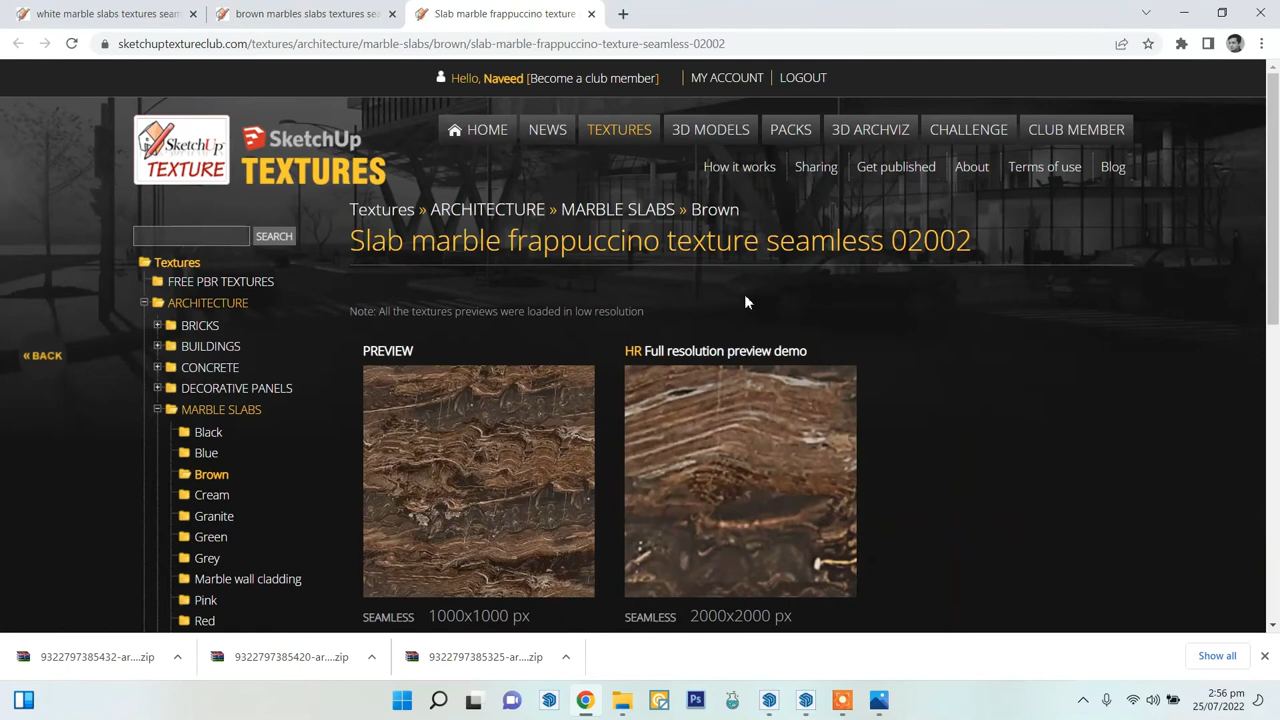 white marble slabs textures seam
brown marbles slabs textures sea
Slab marble frappuccino texture
sketchuptextureclub.com/textures/architecture/marble-slabs/brown/slab-marble-frappuccino-texture-seamless-02002
Hello, Naveed [Become a club member]
MY ACCOUNT
LOGOUT
SketchUp
TEXTURE
SketchUp
TEXTURES
HOME
NEWS
TEXTURES
3D MODELS
PACKS
3D ARCHVIZ
CHALLENGE
CLUB MEMBER
How it works
Sharing
Get published
About
Terms of use
Blog
Textures » ARCHITECTURE » MARBLE SLABS » Brown
Slab marble frappuccino texture seamless 02002
SEARCH
Textures
FREE PBR TEXTURES
ARCHITECTURE
BRICKS
BUILDINGS
CONCRETE
DECORATIVE PANELS
MARBLE SLABS
Black
Blue
Brown
Cream
Granite
Green
Grey
Marble wall cladding
Pink
Red
« BACK
Note: All the textures previews were loaded in low resolution
PREVIEW
HR Full resolution preview demo
SEAMLESS 1000x1000 px
SEAMLESS 2000x2000 px
9322797385432-ar....zip
9322797385420-ar....zip
9322797385325-ar....zip
Show all
2:56 pm
25/07/2022